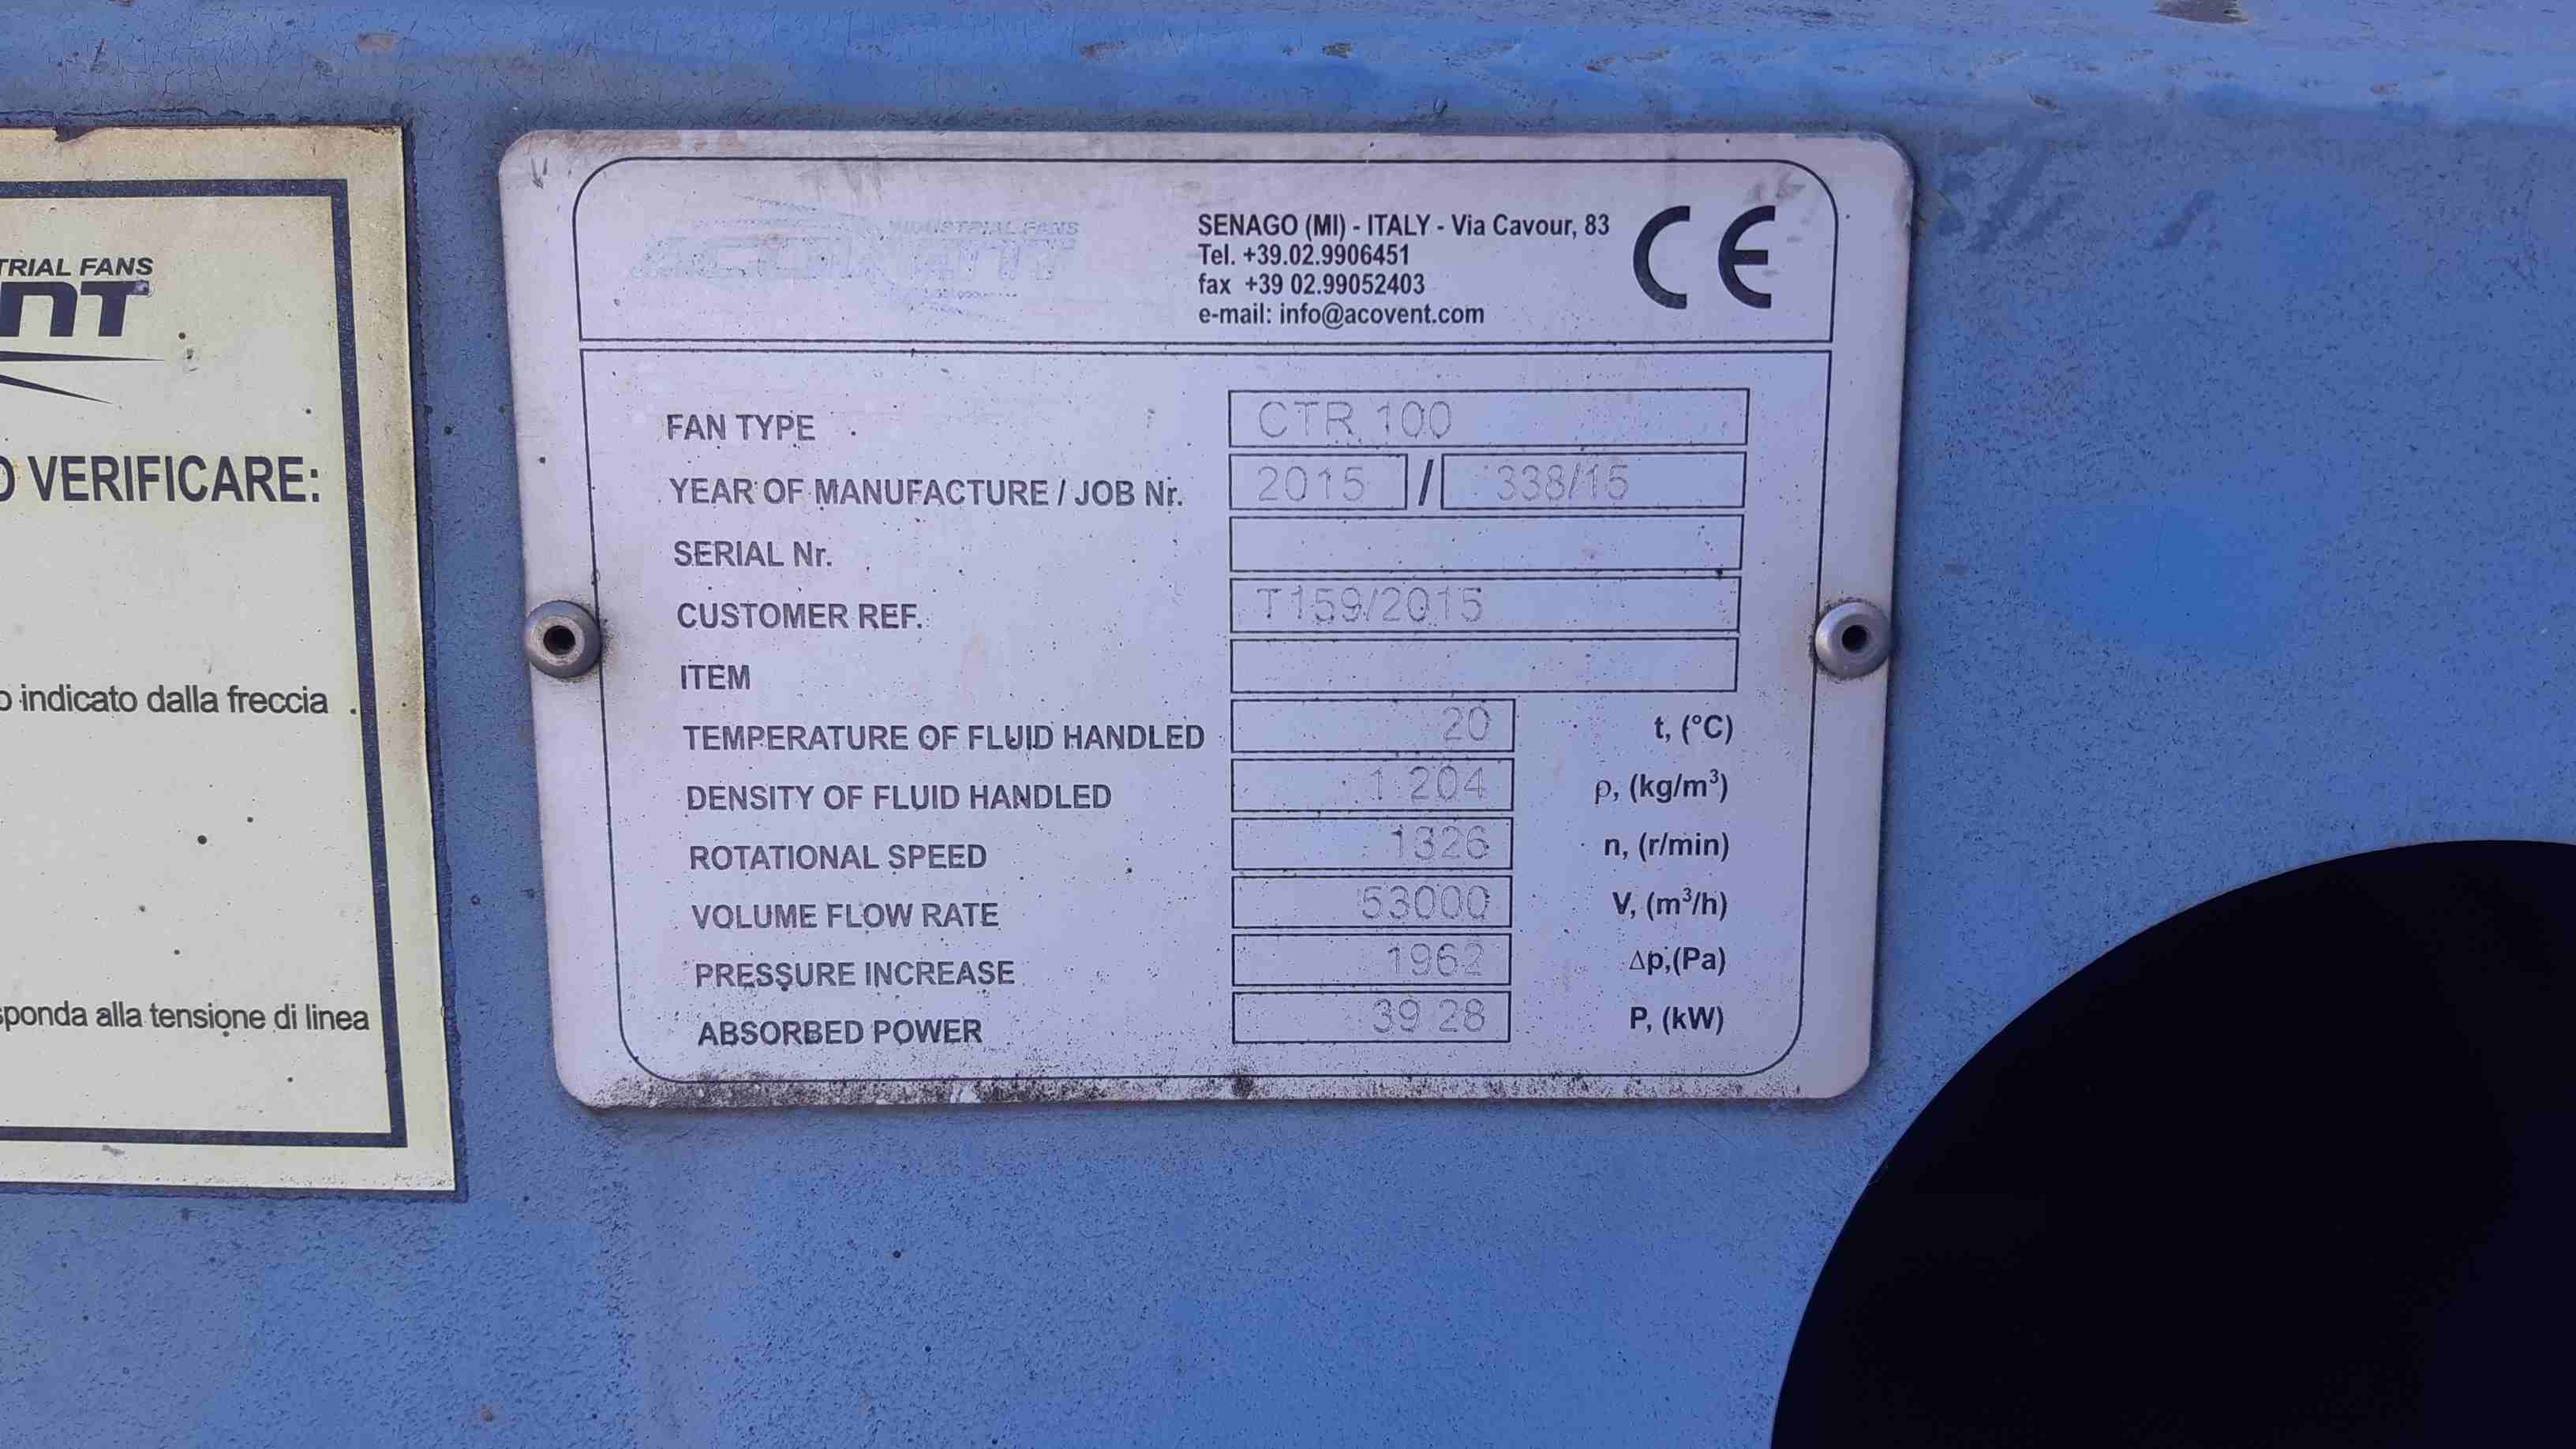 TRIAL FANS
NT
O VERIFICARE:
o indicato dalla freccia
sponda alla tensione di linea
INDUSTRIAL FANS
SENAGO (MI) - ITALY - Via Cavour, 83
Tel. +39.02.9906451
fax +39 02.99052403
e-mail: info@acovent.com
CE
FAN TYPE CTR 100
YEAR OF MANUFACTURE / JOB Nr. 2015 / 338/15
SERIAL Nr.
CUSTOMER REF. T159/2015
ITEM
TEMPERATURE OF FLUID HANDLED 20 t, (°C)
DENSITY OF FLUID HANDLED 1.204 ρ, (kg/m³)
ROTATIONAL SPEED 1326 n, (r/min)
VOLUME FLOW RATE 53000 V, (m³/h)
PRESSURE INCREASE 1962 Δp,(Pa)
ABSORBED POWER 39.28 P, (kW)